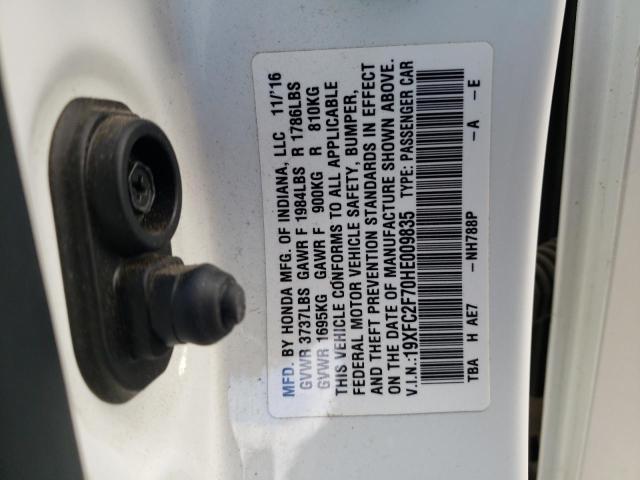 MFD. BY HONDA MFG. OF INDIANA, LLC 11/'16
GVWR 3737LBS GAWR F 1984LBS R 1786LBS
GVWR 1695KG GAWR F 900KG R 810KG
THIS VEHICLE CONFORMS TO ALL APPLICABLE
FEDERAL MOTOR VEHICLE SAFETY, BUMPER,
AND THEFT PREVENTION STANDARDS IN EFFECT
ON THE DATE OF MANUFACTURE SHOWN ABOVE.
V.I.N.:19XFC2F70HE009835 TYPE: PASSENGER CAR
TBA H AE7 - NH788P - A - E